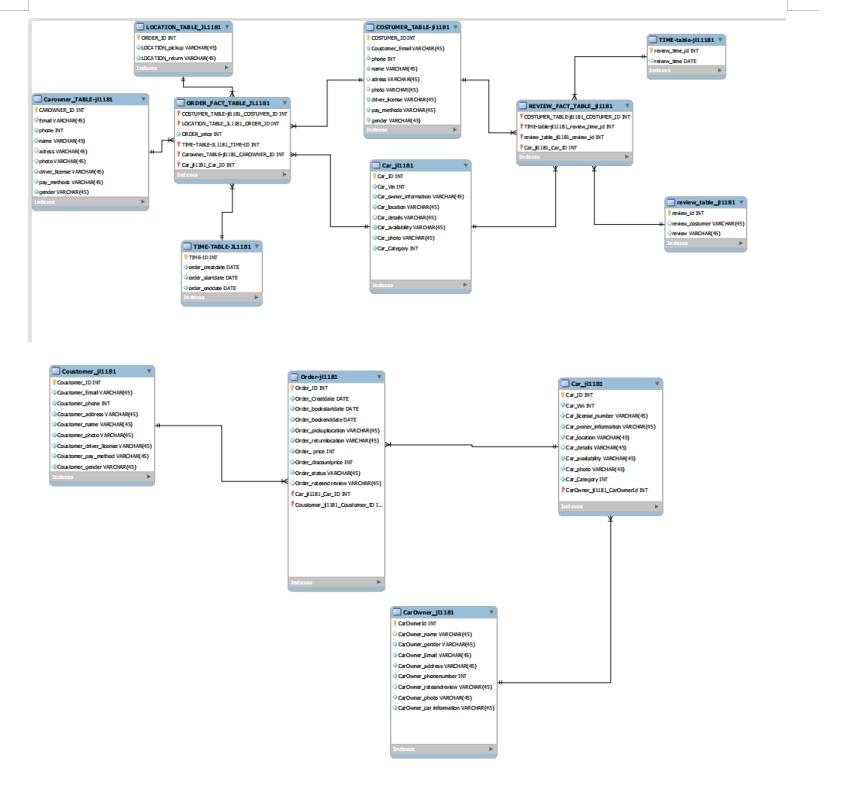 LOCATION_TABLE_JL1181
ORDER_ID INT
LOCATION_pickup VARCHAR(45)
LOCATION_return VARCHAR(45)
Indexes
COSTUMER_TABLE-jl1181
COSTUMER_ID INT
Coustomer_Email VARCHAR(45)
phone INT
name VARCHAR(45)
adress VARCHAR(45)
photo VARCHAR(45)
driver_license VARCHAR(45)
pay_methods VARCHAR(45)
gender VARCHAR(45)
Indexes
TIME-table-jl11181
review_time_id INT
review_time DATE
Indexes
Carowner_TABLE-jl1181
CAROWNER_ID INT
Email VARCHAR(45)
phone INT
name VARCHAR(45)
adress VARCHAR(45)
photo VARCHAR(45)
driver_license VARCHAR(45)
pay_methods VARCHAR(45)
gender VARCHAR(45)
ORDER_FACT_TABLE_JL1181
COSTUMER_TABLE-jl1181_COSTUMER_ID INT
LOCATION_TABLE_JL1181_ORDER_ID INT
ORDER_price INT
TIME-TABLE-JL1181_TIME-ID INT
Carowner_TABLE-jl1181_CAROWNER_ID INT
Car_jl1181_Car_ID INT
Indexes
REVIEW_FACT_TABLE_jl1181
COSTUMER_TABLE-jl1181_COSTUMER_ID INT
TIME-table-jl11181_review_time_id INT
review_table_jl1181_review_id INT
Car_jl1181_Car_ID INT
Indexes
Car_jl1181
Car_ID INT
Car_Vin INT
Car_owner_information VARCHAR(45)
Car_location VARCHAR(45)
Car_details VARCHAR(45)
Car_availability VARCHAR(45)
Car_photo VARCHAR(45)
Car_Category INT
Indexes
review_table_jl1181
review_id INT
review_costumer VARCHAR(45)
review VARCHAR(45)
Indexes
TIME-TABLE-JL1181
TIME-ID INT
order_creatdate DATE
order_startdate DATE
order_enddate DATE
Indexes
Coustomer_jl1181
Coustomer_ID INT
Coustomer_Email VARCHAR(45)
Coustomer_phone INT
Coustomer_address VARCHAR(45)
Coustomer_name VARCHAR(45)
Coustomer_photo VARCHAR(45)
Coustomer_driver_license VARCHAR(45)
Coustomer_pay_method VARCHAR(45)
Coustomer_gender VARCHAR(45)
Indexes
Order-jl1181
Order_ID INT
Order_Creatdate DATE
Order_bookstartdate DATE
Order_bookenddate DATE
Order_pickuplocation VARCHAR(45)
Order_returnlocation VARCHAR(45)
Order_ price INT
Order_discountprice INT
Order_status VARCHAR(45)
Order_rateand review VARCHAR(45)
Car_jl1181_Car_ID INT
Coustomer_jl1181_Coustomer_ID I...
Indexes
Car_jl1181
Car_ID INT
Car_Vin INT
Car_license_number VARCHAR(45)
Car_owner_information VARCHAR(45)
Car_location VARCHAR(45)
Car_details VARCHAR(45)
Car_availability VARCHAR(45)
Car_photo VARCHAR(45)
Car_Category INT
CarOwner_jl1181_CarOwnerId INT
Indexes
CarOwner_jl1181
CarOwnerId INT
CarOwner_name VARCHAR(45)
CarOwner_gender VARCHAR(45)
CarOwner_Email VARCHAR(45)
CarOwner_address VARCHAR(45)
CarOwner_phonenumber INT
CarOwner_rateandreview VARCHAR(45)
CarOwner_photo VARCHAR(45)
CarOwner_car information VARCHAR(45)
Indexes